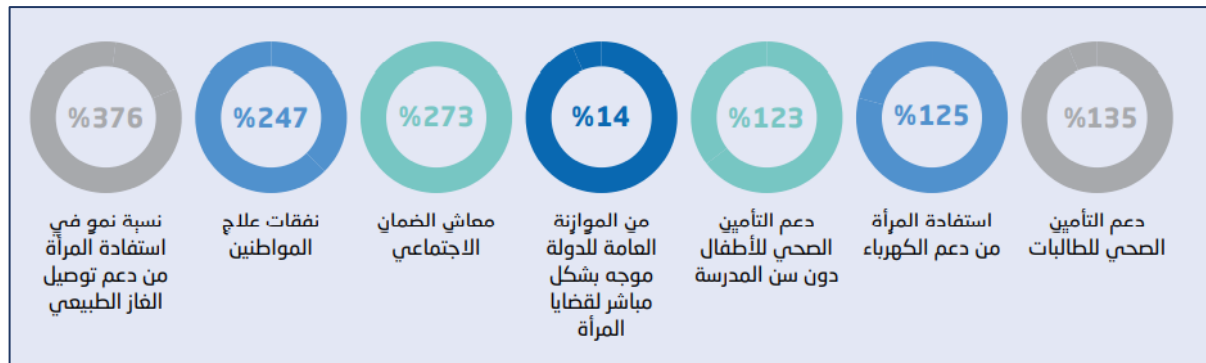 %135
دعم التأمين
الصحي للطالبات
%125
استفادة المرأة
من دعم الكهرباء
%123
دعم التأمين
الصحي للأطفال
دون سن المدرسة
%14
من الموازنة
العامة للدولة
موجه بشكل
مباشر لقضايا
المرأة
%273
معاش الضمان
الاجتماعي
%247
نفقات علاج
المواطنين
%376
نسبة نمو في
استفادة المرأة
من دعم توصيل
الغاز الطبيعي